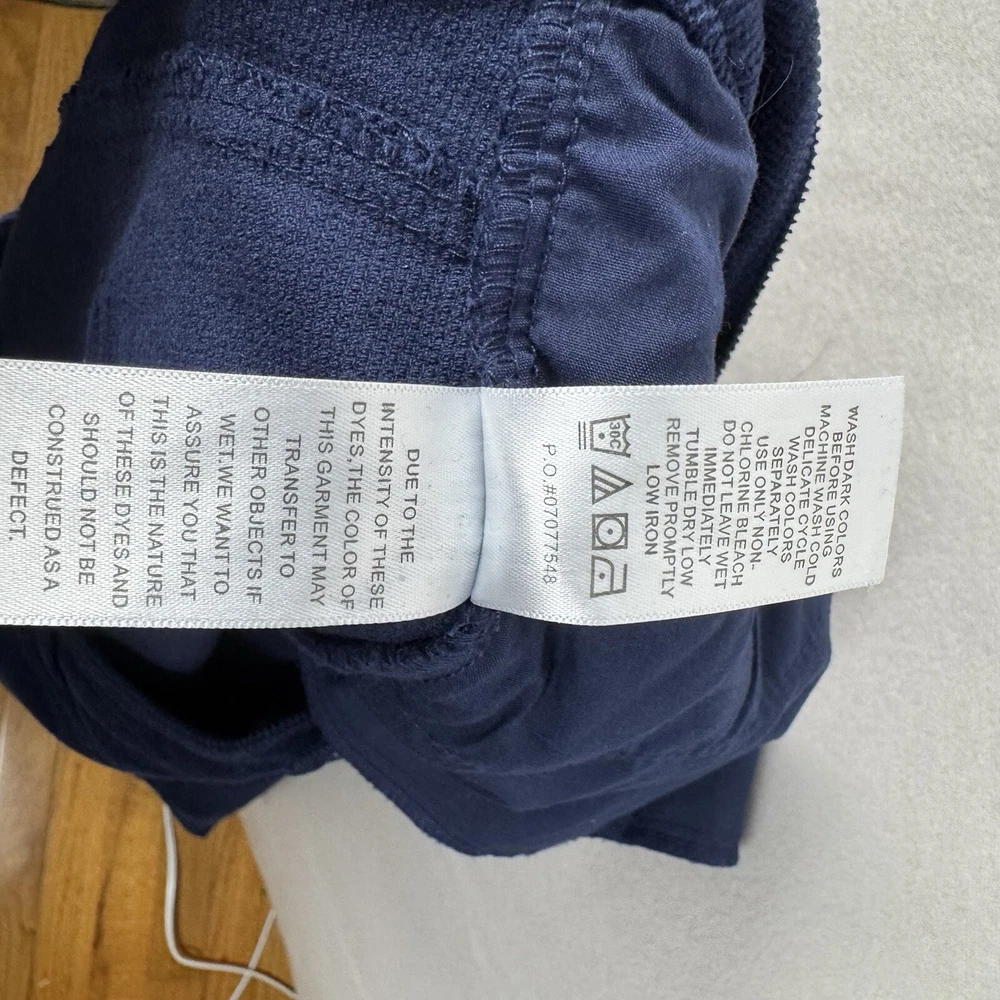 WASH DARK COLORS
BEFORE USING
MACHINE WASH COLD
DELICATE CYCLE
WASH COLORS
SEPARATELY
USE ONLY NON-
CHLORINE BLEACH
DO NOT LEAVE WET
IMMEDIATELY
TUMBLE DRY LOW
REMOVE PROMPTLY
LOW IRON
30C
P.O.#07077548
DUE TO THE
INTENSITY OF THESE
DYES,THE COLOR OF
THIS GARMENT MAY
TRANSFER TO
OTHER OBJECTS IF
WET.WE WANT TO
ASSURE YOU THAT
THIS IS THE NATURE
OF THESE DYES AND
SHOULD NOT BE
CONSTRUED AS A
DEFECT.